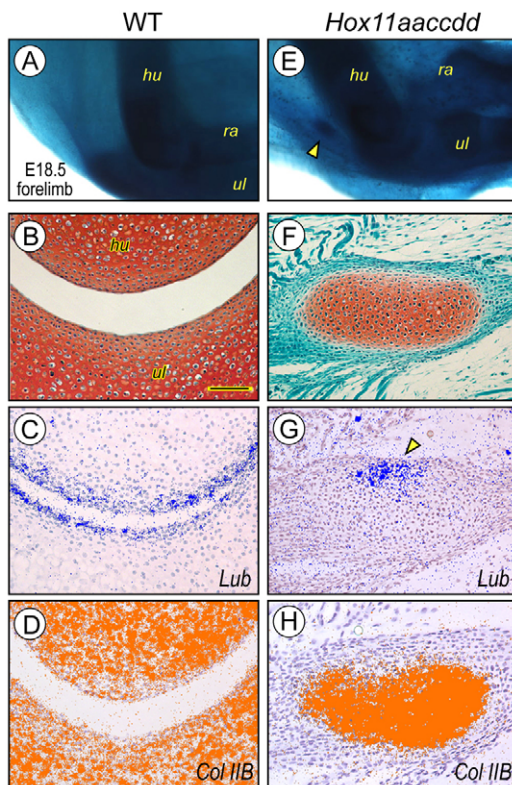 WT
Hox11aaccdd
A
hu
ra
ul
E18.5
forelimb
E
hu
ra
ul
B
hu
ul
F
C
Lub
G
Lub
D
Col IIB
H
Col IIB